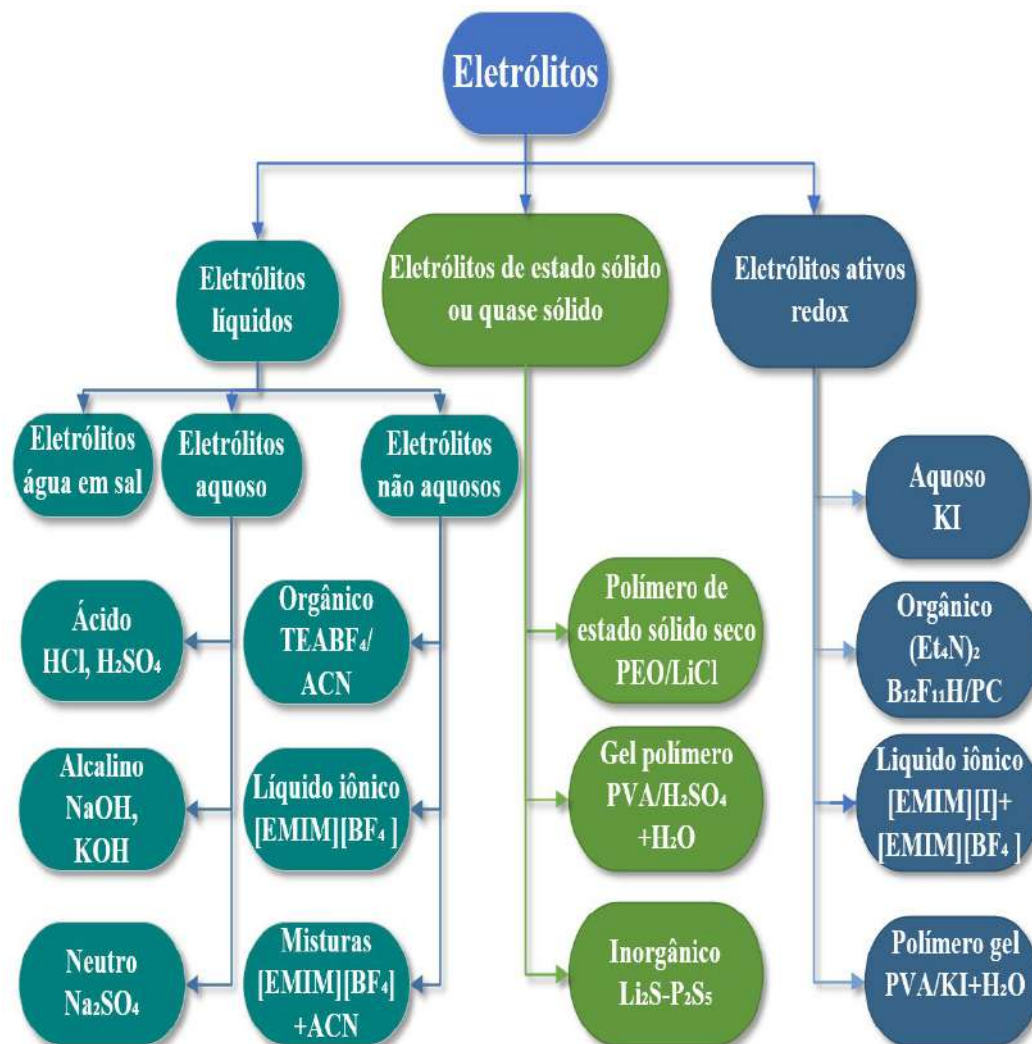 Eletrólitos
Eletrólitos
líquidos
Eletrólitos de estado sólido
ou quase sólido
Eletrólitos ativos
redox
Eletrólitos
água em sal
Eletrólitos
aquoso
Eletrólitos
não aquosos
Ácido
HCl, H₂SO₄
Alcalino
NaOH,
KOH
Neutro
Na₂SO₄
Orgânico
TEABF₄/
ACN
Líquido iônico
[EMIM][BF₄]
Misturas
[EMIM][BF₄]
+ACN
Polímero de
estado sólido seco
PEO/LiCl
Gel polímero
PVA/H₂SO₄
+H₂O
Inorgânico
Li₂S-P₂S₅
Aquoso
KI
Orgânico
(Et₄N)₂
B₁₂F₁₁H/PC
Liquido iônico
[EMIM][I]+
[EMIM][BF₄]
Polímero gel
PVA/KI+H₂O